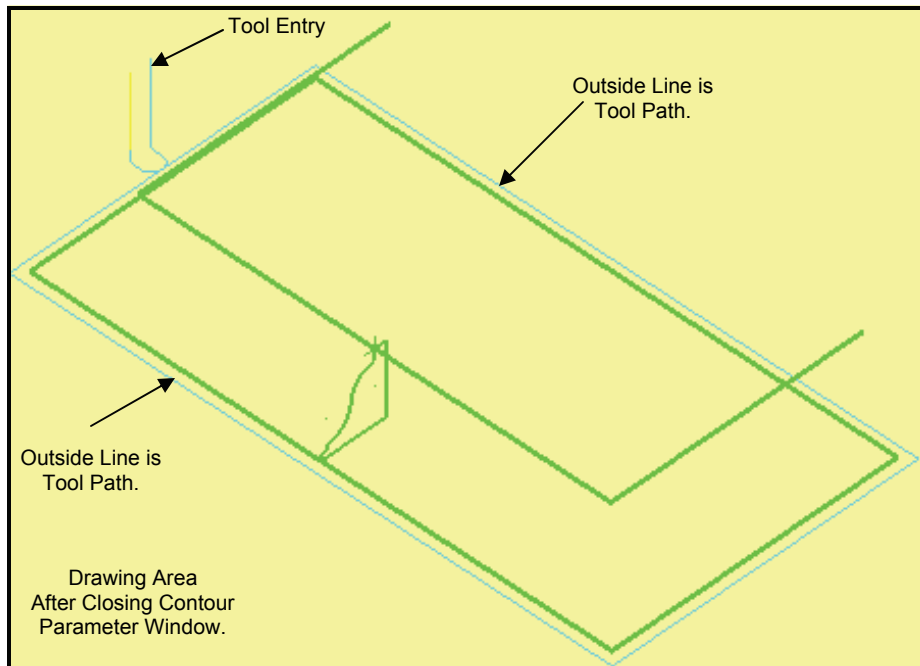 Tool Entry
Outside Line is
Tool Path.
Outside Line is
Tool Path.
Drawing Area
After Closing Contour
Parameter Window.